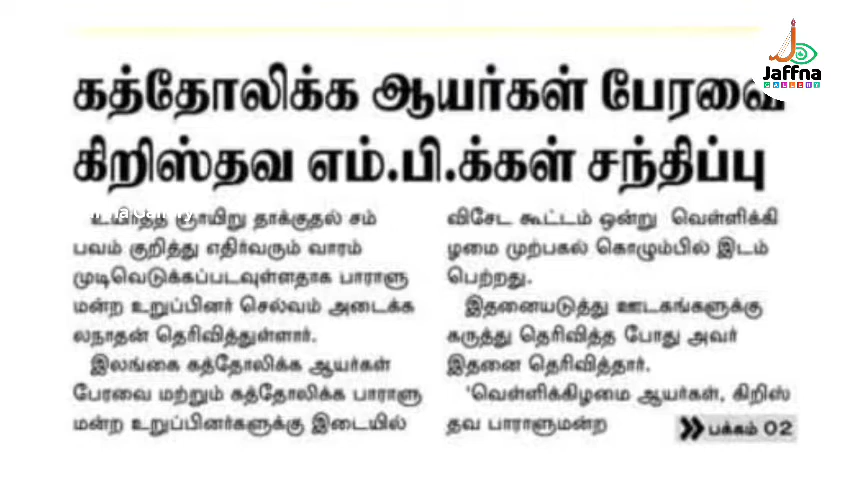 Jaffna
GALLERY
கத்தோலிக்க ஆயர்கள் பேரவை
கிறிஸ்தவ எம்.பி.க்கள் சந்திப்பு
உயிர்த்த ஞாயிறு தாக்குதல் சம்
பவம் குறித்து எதிர்வரும் வாரம்
முடிவெடுக்கப்படவுள்ளதாக பாராளு
மன்ற உறுப்பினர் செல்வம் அடைக்க
லநாதன் தெரிவித்துள்ளார்.
இலங்கை கத்தோலிக்க ஆயர்கள்
பேரவை மற்றும் கத்தோலிக்க பாராளு
மன்ற உறுப்பினர்களுக்கு இடையில்
விசேட கூட்டம் ஒன்று வெள்ளிக்கி
ழமை முற்பகல் கொழும்பில் இடம்
பெற்றது.
இதனையடுத்து ஊடகங்களுக்கு
கருத்து தெரிவித்த போது அவர்
இதனை தெரிவித்தார்.
'வெள்ளிக்கிழமை ஆயர்கள், கிறிஸ்
தவ பாராளுமன்ற
பக்கம் 02